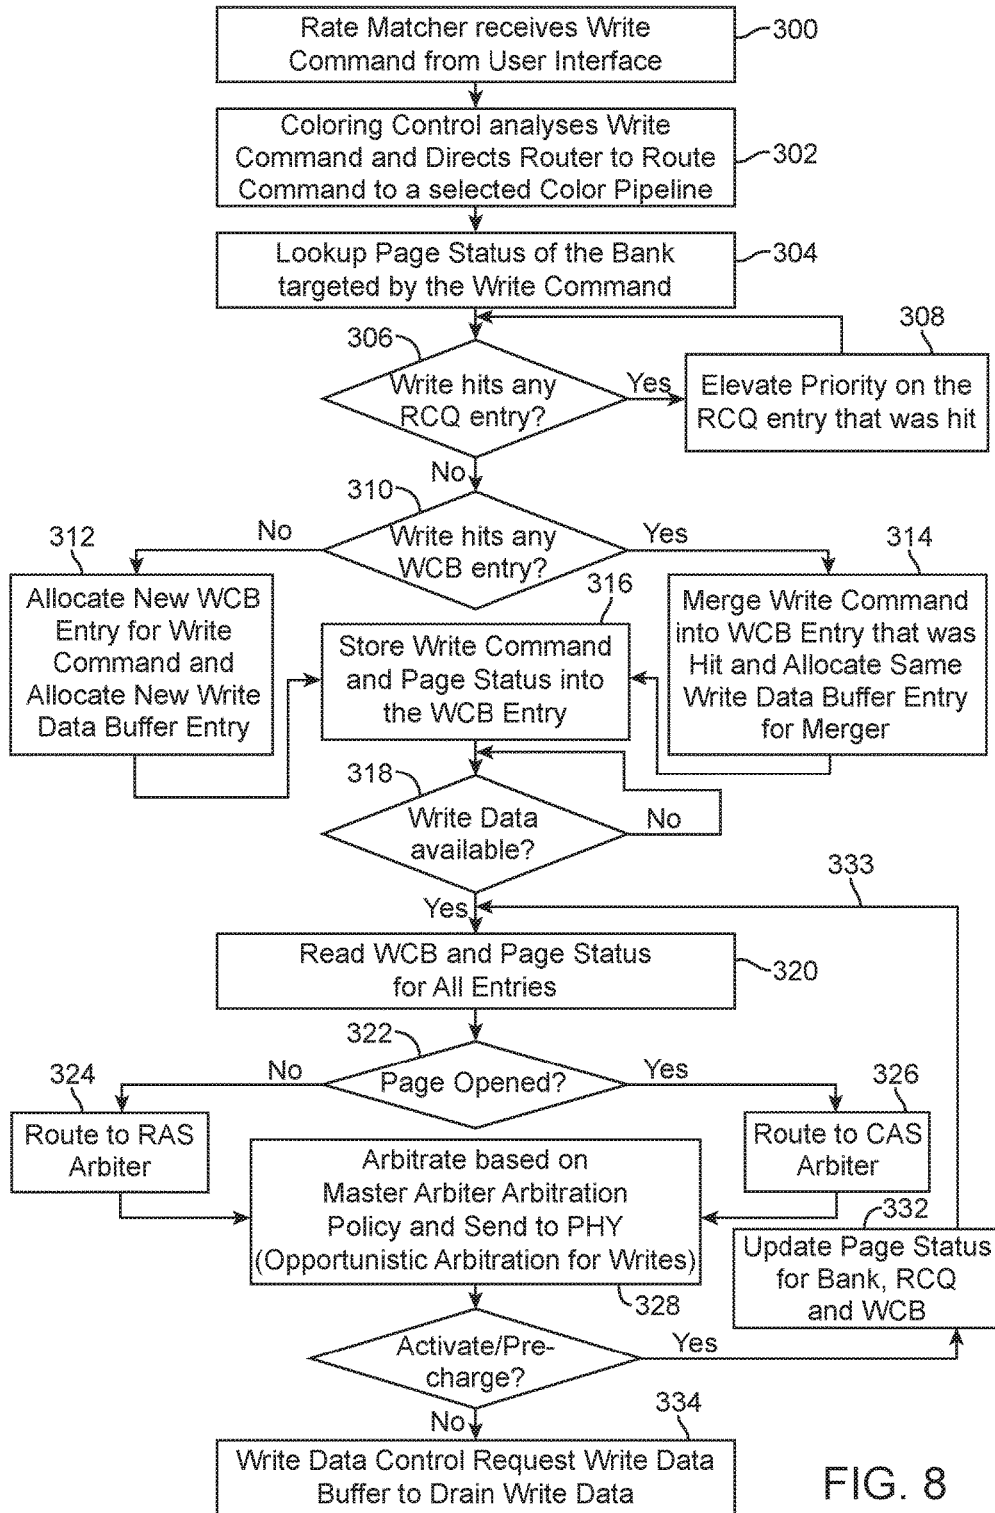 Rate Matcher receives Write
Command from User Interface
300
Coloring Control analyses Write
Command and Directs Router to Route
Command to a selected Color Pipeline
302
Lookup Page Status of the Bank
targeted by the Write Command
304
306
Write hits any
RCQ entry?
Yes
308
Elevate Priority on the
RCQ entry that was hit
No
310
Write hits any
WCB entry?
No
Yes
312
Allocate New WCB
Entry for Write
Command and
Allocate New Write
Data Buffer Entry
314
Merge Write Command
into WCB Entry that was
Hit and Allocate Same
Write Data Buffer Entry
for Merger
316
Store Write Command
and Page Status into
the WCB Entry
318
Write Data
available?
No
Yes
333
Read WCB and Page Status
for All Entries
320
322
Page Opened?
No
Yes
324
Route to RAS
Arbiter
326
Route to CAS
Arbiter
Arbitrate based on
Master Arbiter Arbitration
Policy and Send to PHY
(Opportunistic Arbitration for Writes)
328
332
Update Page Status
for Bank, RCQ
and WCB
Activate/Pre-
charge?
Yes
No
334
Write Data Control Request Write Data
Buffer to Drain Write Data
FIG. 8